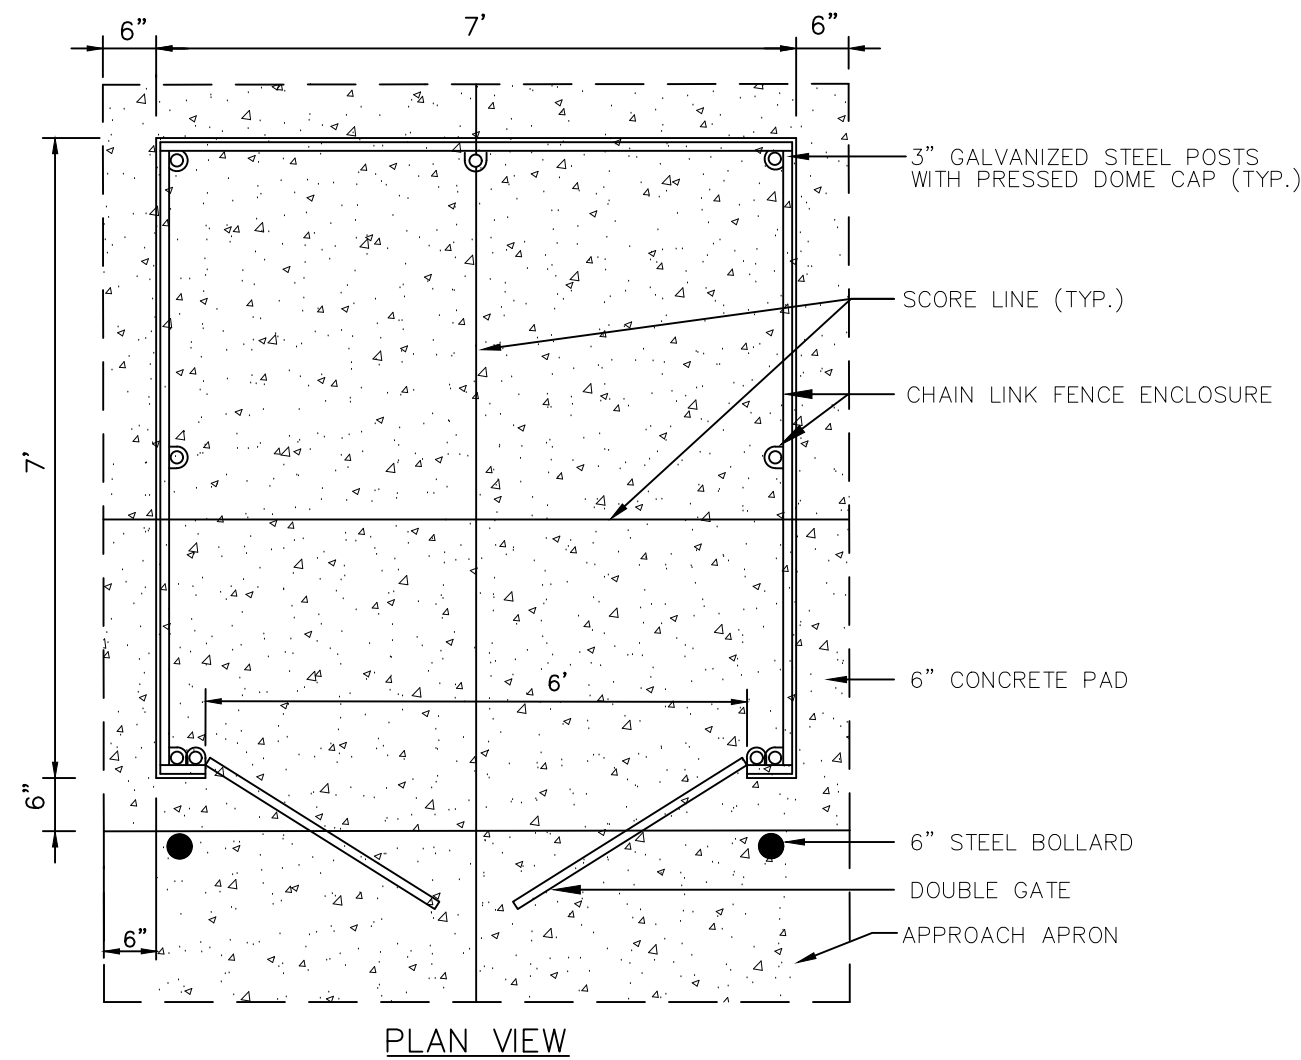 6" 7' 6"
3" GALVANIZED STEEL POSTS
WITH PRESSED DOME CAP (TYP.)
SCORE LINE (TYP.)
CHAIN LINK FENCE ENCLOSURE
7'
6" CONCRETE PAD
6'
6"
6" STEEL BOLLARD
DOUBLE GATE
APPROACH APRON
6"
PLAN VIEW